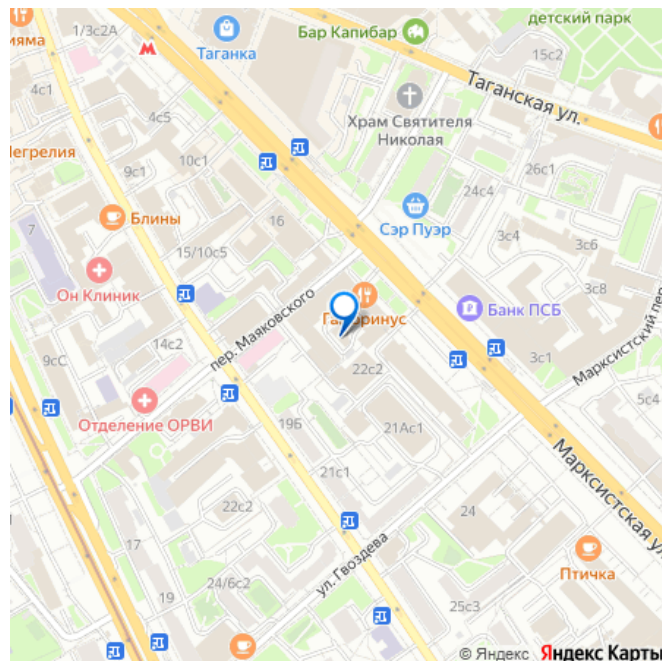 ияма
1/3с2А
Таганка
Бар Капибар
детский парк
15с2
4с1
4с5
Таганская ул.
Храм Святителя
Николая
Мегрелия
9с1
10с1
26с1
24с4
Блины
16
7
Сэр Пуэр
3с4
3с6
15/10с5
Он Клиник
3с8
Банк ПСБ
пер. Маяковского
14с2
9сС
3с1
Марксистский пер.
22с2
5с4
Отделение ОРВИ
19Б
21Ас1
21с1
22с2
Марксистская ул.
24
17
ул. Гвоздева
Птичка
24/6с2
19
25с3
© Яндекс Яндекс Карты